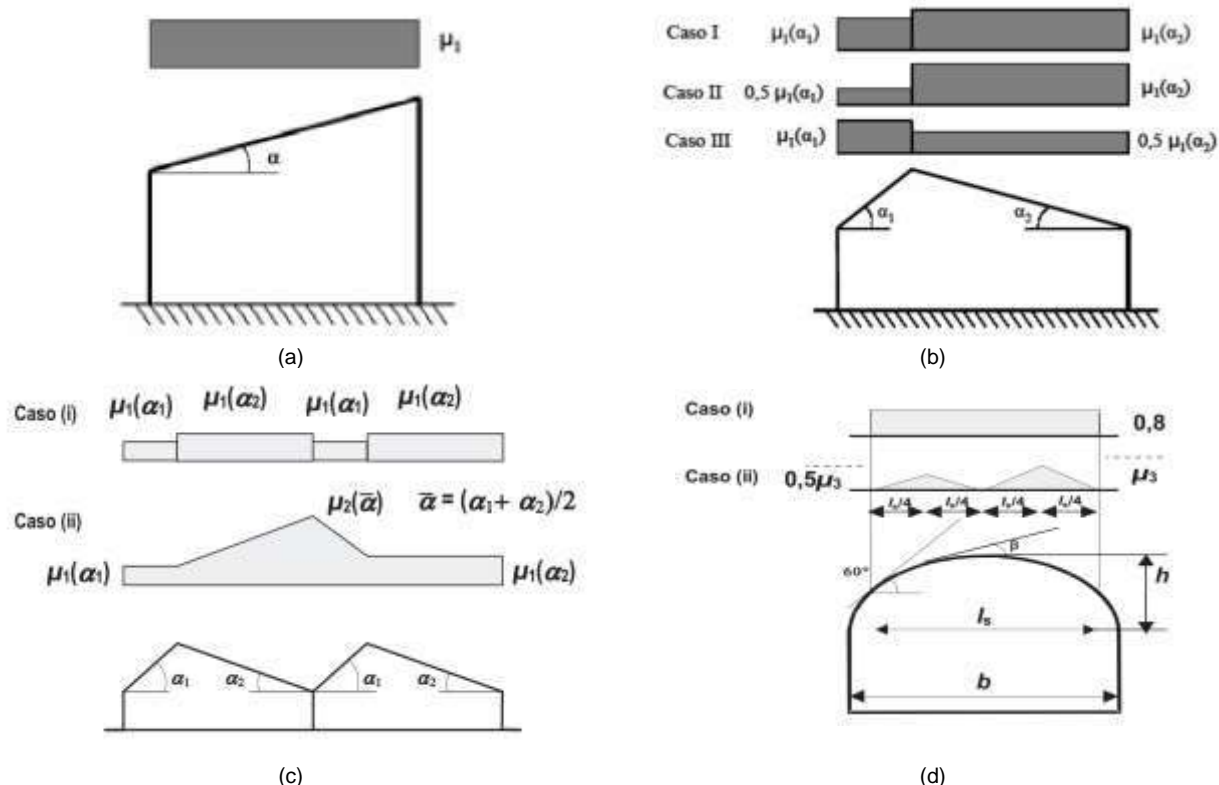 μ₁
α
(a)
Caso I μ₁(α₁) μ₁(α₂)
Caso II 0,5 μ₁(α₁) μ₁(α₂)
Caso III μ₁(α₁) 0,5 μ₁(α₂)
α₁ α₂
(b)
μ₁(α₁) μ₁(α₂) μ₁(α₁) μ₁(α₂)
Caso (i)
μ₂(ᾱ) ᾱ = (α₁+ α₂)/2
Caso (ii)
μ₁(α₁) μ₁(α₂)
α₁ α₂ α₁ α₂
(c)
Caso (i) 0,8
Caso (ii) 0,5μ₃ μ₃
lₛ/4 lₛ/4 lₛ/4 lₛ/4
β
60° h
lₛ
b
(d)